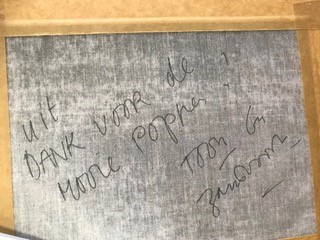 uit
DANK VOOR de
MOOIE POPPEN!
TOON En